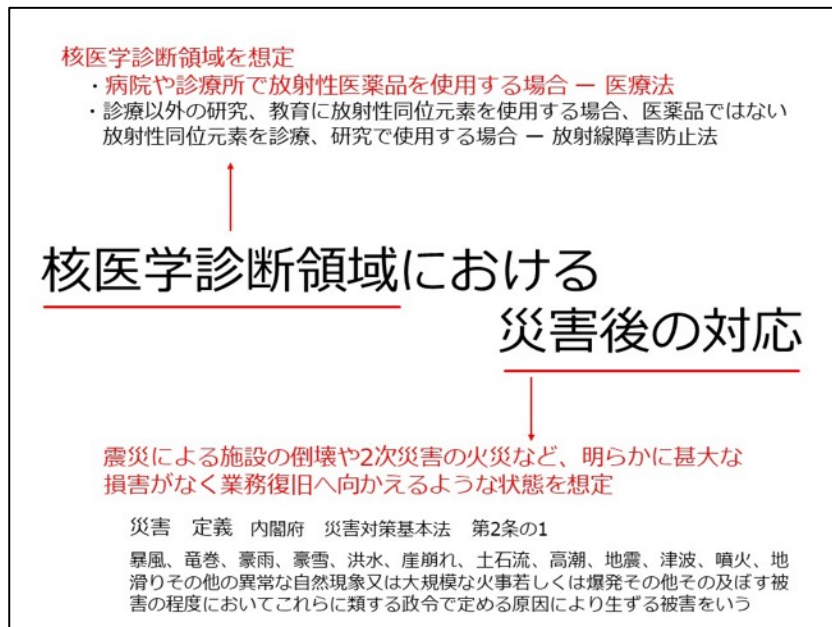 核医学診断領域を想定
・病院や診療所で放射性医薬品を使用する場合 ー 医療法
・診療以外の研究、教育に放射性同位元素を使用する場合、医薬品ではない
放射性同位元素を診療、研究で使用する場合 ー 放射線障害防止法
核医学診断領域における
災害後の対応
震災による施設の倒壊や2次災害の火災など、明らかに甚大な
損害がなく業務復旧へ向かえるような状態を想定
災害　定義　内閣府　災害対策基本法　第2条の1
暴風、竜巻、豪雨、豪雪、洪水、崖崩れ、土石流、高潮、地震、津波、噴火、地
滑りその他の異常な自然現象又は大規模な火事若しくは爆発その他その及ぼす被
害の程度においてこれらに類する政令で定める原因により生ずる被害をいう